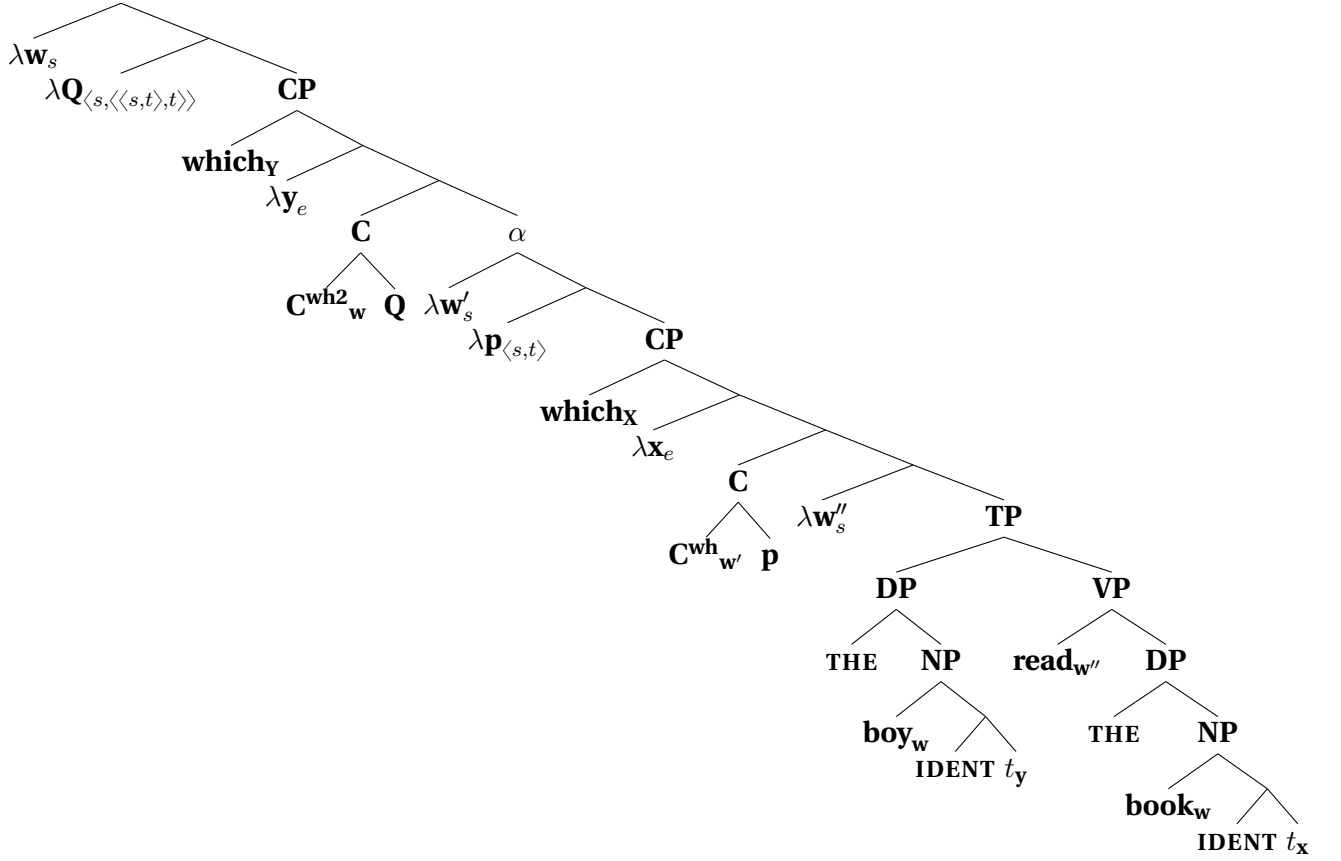 λw_s
λQ_⟨s,⟨⟨s,t⟩,t⟩⟩ CP
which_Y
λy_e
C α
C^wh2_w Q λw′_s
λp_⟨s,t⟩ CP
which_X
λx_e
C
λw″_s TP
C^wh_w′ p
DP VP
THE NP read_w″ DP
boy_w THE NP
IDENT t_y
book_w
IDENT t_x